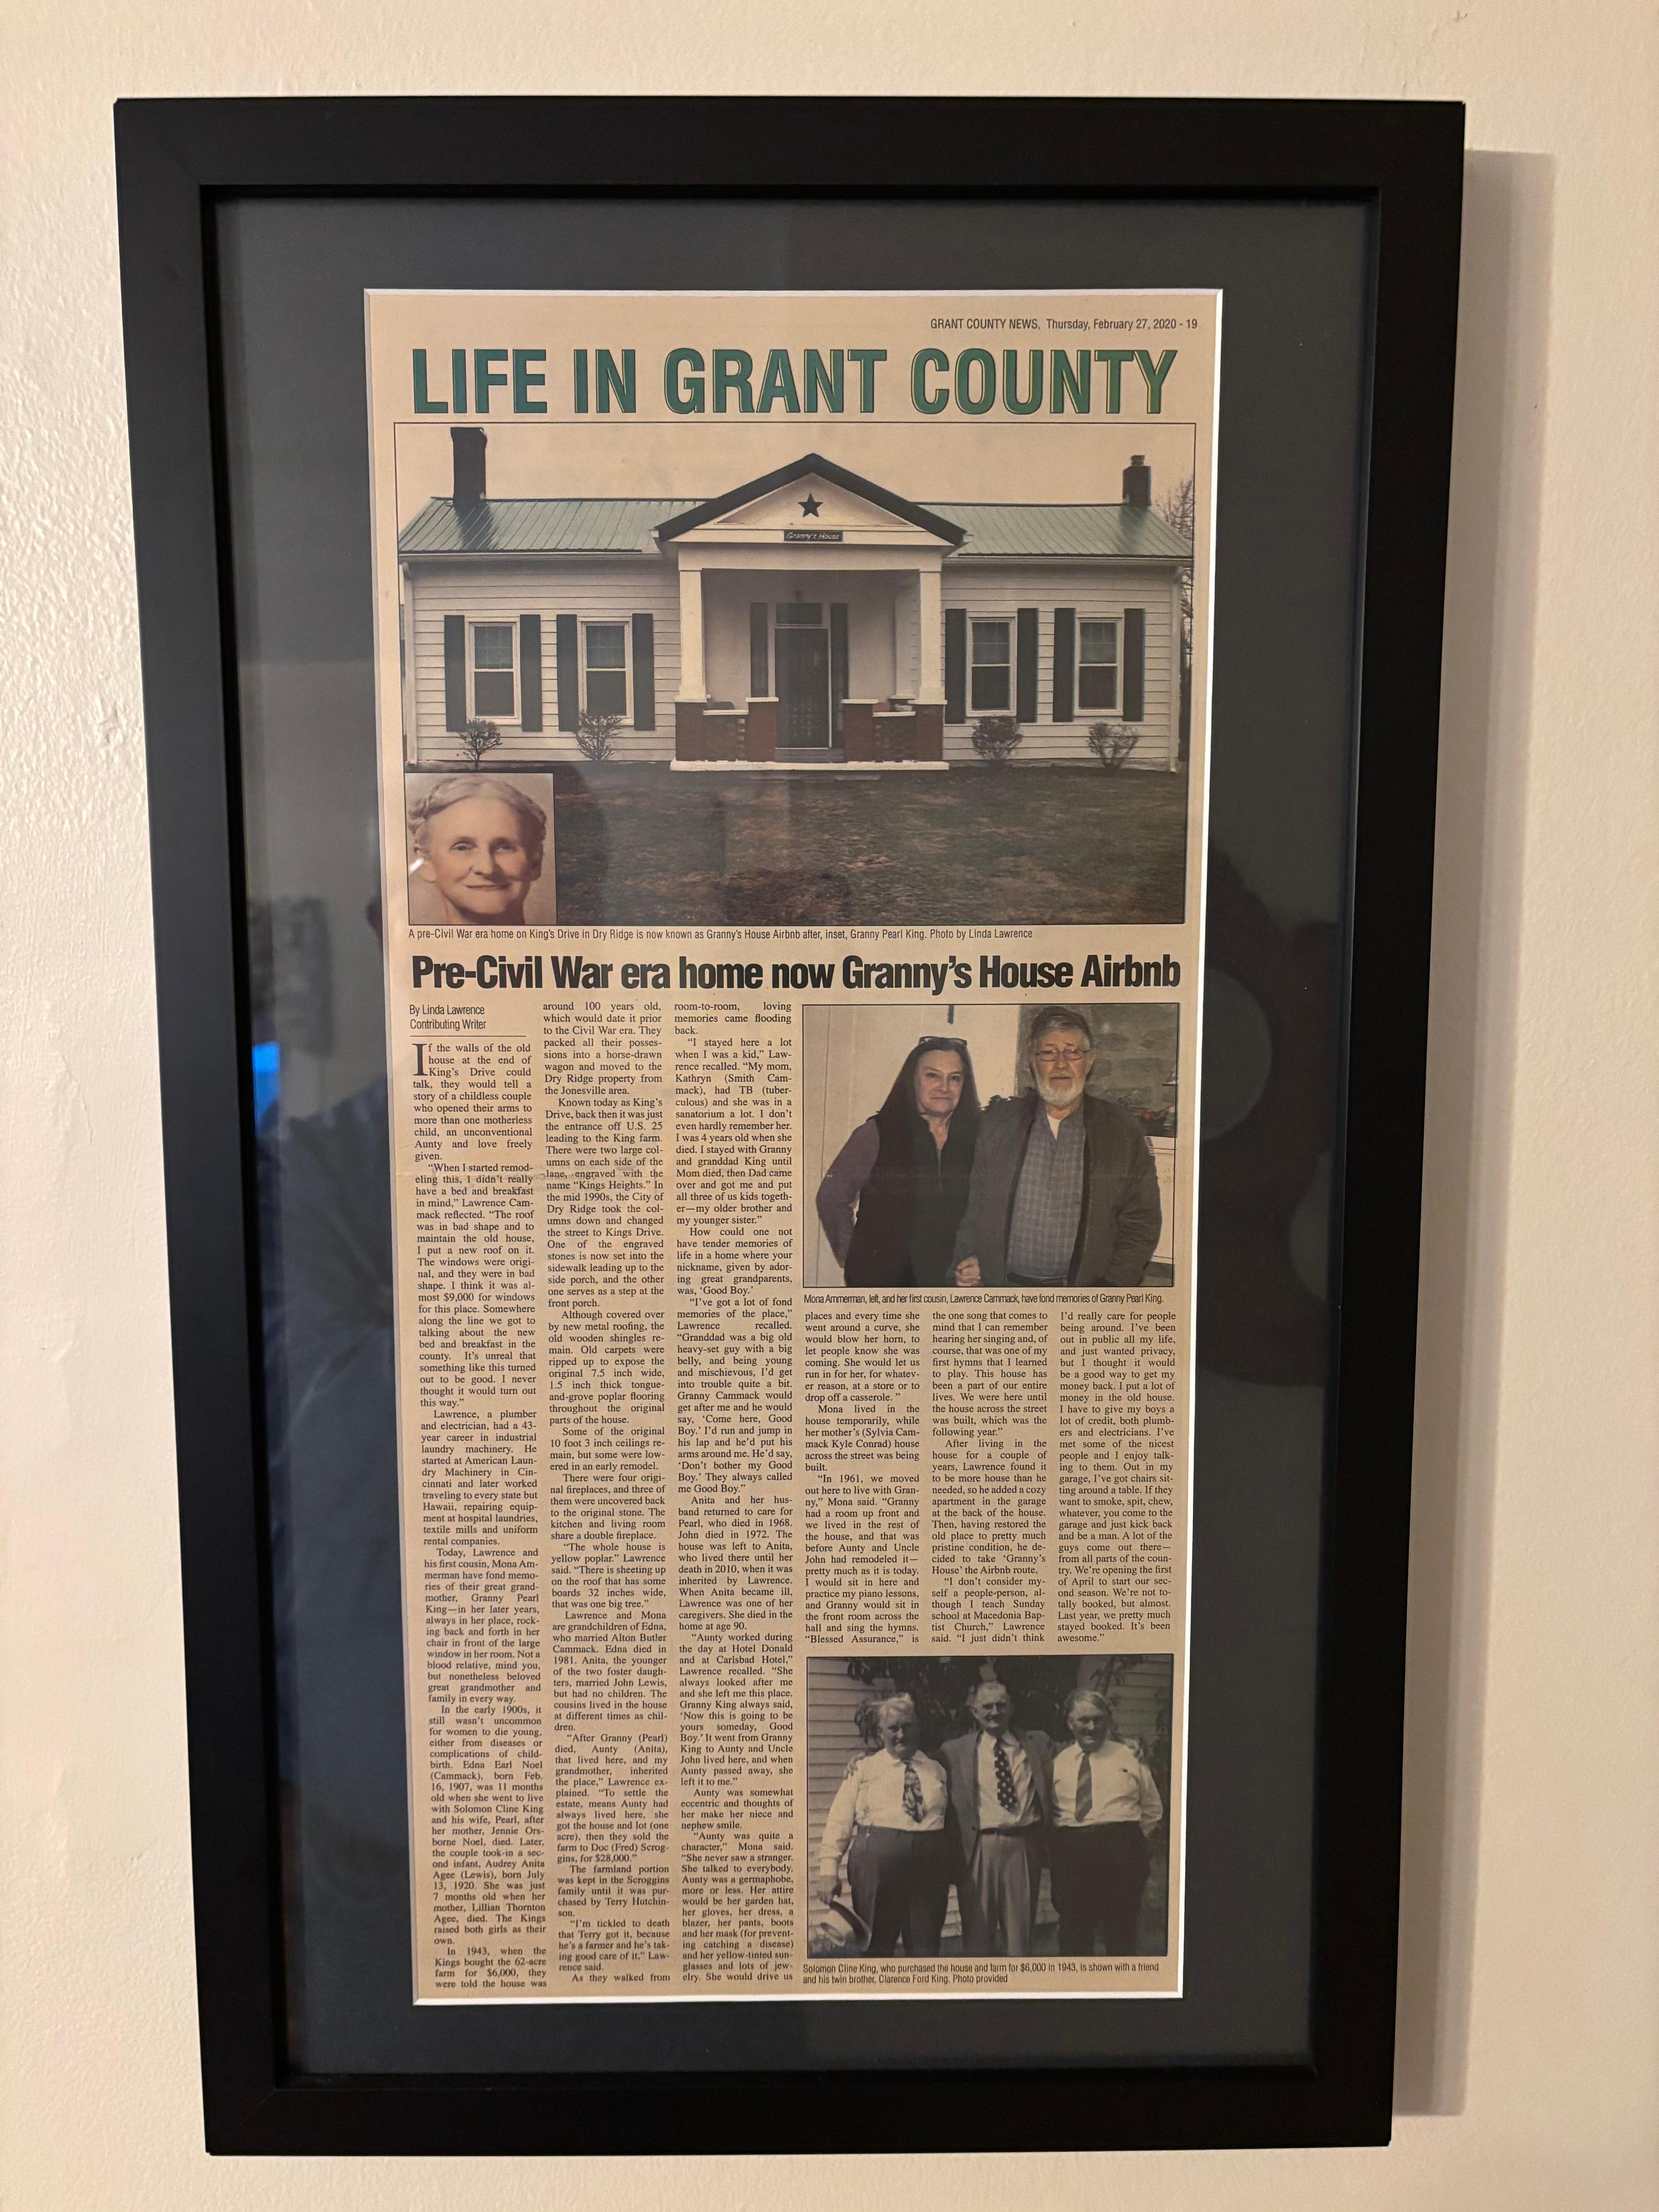 GRANT COUNTY NEWS, Thursday, February 27, 2020 - 19
LIFE IN GRANT COUNTY
Granny's House
A pre-Civil War era home on King's Drive in Dry Ridge is now known as Granny's House Airbnb after, inset, Granny Pearl King. Photo by Linda Lawrence
Pre-Civil War era home now Granny's House Airbnb
By Linda Lawrence
Contributing Writer
If the walls of the old
house at the end of
King's Drive could
talk, they would tell a
story of a childless couple
who opened their arms to
more than one motherless
child, an unconventional
Aunty and love freely
given.
"When I started remod-
eling this, I didn't really
have a bed and breakfast
in mind," Lawrence Cam-
mack reflected. "The roof
was in bad shape and to
maintain the old house,
I put a new roof on it.
The windows were origi-
nal, and they were in bad
shape. I think it was al-
most $9,000 for windows
for this place. Somewhere
along the line we got to
talking about the new
bed and breakfast in the
county. It's unreal that
something like this turned
out to be good. I never
thought it would turn out
this way."
Lawrence, a plumber
and electrician, had a 43-
year career in industrial
laundry machinery. He
started at American Laun-
dry Machinery in Cin-
cinnati and later worked
traveling to every state but
Hawaii, repairing equip-
ment at hospital laundries,
textile mills and uniform
rental companies.
Today, Lawrence and
his first cousin, Mona Am-
merman have fond memo-
ries of their great grand-
mother, Granny Pearl
King—in her later years,
always in her place, rock-
ing back and forth in her
chair in front of the large
window in her room. Not a
blood relative, mind you,
but nonetheless beloved
great grandmother and
family in every way.
In the early 1900s, it
still wasn't uncommon
for women to die young,
either from diseases or
complications of child-
birth. Edna Earl Noel
(Cammack), born Feb.
16, 1907, was 11 months
old when she went to live
with Solomon Cline King
and his wife, Pearl, after
her mother, Jennie Ors-
borne Noel, died. Later,
the couple took-in a sec-
ond infant, Audrey Anita
Agee (Lewis), born July
13, 1920. She was just
7 months old when her
mother, Lillian Thornton
Agee, died. The Kings
raised both girls as their
own.
In 1943, when the
Kings bought the 62-acre
farm for $6,000, they
were told the house was
around 100 years old,
which would date it prior
to the Civil War era. They
packed all their posses-
sions into a horse-drawn
wagon and moved to the
Dry Ridge property from
the Jonesville area.
Known today as King's
Drive, back then it was just
the entrance off U.S. 25
leading to the King farm.
There were two large col-
umns on each side of the
lane, engraved with the
name "Kings Heights." In
the mid 1990s, the City of
Dry Ridge took the col-
umns down and changed
the street to Kings Drive.
One of the engraved
stones is now set into the
sidewalk leading up to the
side porch, and the other
one serves as a step at the
front porch.
Although covered over
by new metal roofing, the
old wooden shingles re-
main. Old carpets were
ripped up to expose the
original 7.5 inch wide,
1.5 inch thick tongue-
and-grove poplar flooring
throughout the original
parts of the house.
Some of the original
10 foot 3 inch ceilings re-
main, but some were low-
ered in an early remodel.
There were four origi-
nal fireplaces, and three of
them were uncovered back
to the original stone. The
kitchen and living room
share a double fireplace.
"The whole house is
yellow poplar." Lawrence
said. "There is sheeting up
on the roof that has some
boards 32 inches wide,
that was one big tree."
Lawrence and Mona
are grandchildren of Edna,
who married Alton Butler
Cammack. Edna died in
1981. Anita, the younger
of the two foster daugh-
ters, married John Lewis,
but had no children. The
cousins lived in the house
at different times as chil-
dren.
"After Granny (Pearl)
died, Aunty (Anita),
that lived here, and my
grandmother, inherited
the place," Lawrence ex-
plained. "To settle the
estate, means Aunty had
always lived here, she
got the house and lot (one
acre), then they sold the
farm to Doc (Fred) Scrog-
gins, for $28,000."
The farmland portion
was kept in the Scroggins
family until it was pur-
chased by Terry Hutchin-
son.
"I'm tickled to death
that Terry got it, because
he's a farmer and he's tak-
ing good care of it," Law-
rence said.
As they walked from
room-to-room, loving
memories came flooding
back.
"I stayed here a lot
when I was a kid," Law-
rence recalled. "My mom,
Kathryn (Smith Cam-
mack), had TB (tuber-
culous) and she was in a
sanatorium a lot. I don't
even hardly remember her.
I was 4 years old when she
died. I stayed with Granny
and granddad King until
Mom died, then Dad came
over and got me and put
all three of us kids togeth-
er—my older brother and
my younger sister."
How could one not
have tender memories of
life in a home where your
nickname, given by ador-
ing great grandparents,
was, 'Good Boy.'
"I've got a lot of fond
memories of the place,"
Lawrence recalled.
"Granddad was a big old
heavy-set guy with a big
belly, and being young
and mischievous, I'd get
into trouble quite a bit.
Granny Cammack would
get after me and he would
say, 'Come here, Good
Boy.' I'd run and jump in
his lap and he'd put his
arms around me. He'd say,
'Don't bother my Good
Boy.' They always called
me Good Boy."
Anita and her hus-
band returned to care for
Pearl, who died in 1968.
John died in 1972. The
house was left to Anita,
who lived there until her
death in 2010, when it was
inherited by Lawrence.
When Anita became ill,
Lawrence was one of her
caregivers. She died in the
home at age 90.
"Aunty worked during
the day at Hotel Donald
and at Carlsbad Hotel,"
Lawrence recalled. "She
always looked after me
and she left me this place.
Granny King always said,
'Now this is going to be
yours someday, Good
Boy.' It went from Granny
King to Aunty and Uncle
John lived here, and when
Aunty passed away, she
left it to me."
Aunty was somewhat
eccentric and thoughts of
her make her niece and
nephew smile.
"Aunty was quite a
character," Mona said.
"She never saw a stranger.
She talked to everybody.
Aunty was a germaphobe,
more or less. Her attire
would be her garden hat,
her gloves, her dress, a
blazer, her pants, boots
and her mask (for prevent-
ing catching a disease)
and her yellow-tinted sun-
glasses and lots of jew-
elry. She would drive us
Mona Ammerman, left, and her first cousin, Lawrence Cammack, have fond memories of Granny Pearl King.
places and every time she
went around a curve, she
would blow her horn, to
let people know she was
coming. She would let us
run in for her, for whatev-
er reason, at a store or to
drop off a casserole. "
Mona lived in the
house temporarily, while
her mother's (Sylvia Cam-
mack Kyle Conrad) house
across the street was being
built.
"In 1961, we moved
out here to live with Gran-
ny," Mona said. "Granny
had a room up front and
we lived in the rest of
the house, and that was
before Aunty and Uncle
John had remodeled it—
pretty much as it is today.
I would sit in here and
practice my piano lessons,
and Granny would sit in
the front room across the
hall and sing the hymns.
"Blessed Assurance," is
the one song that comes to
mind that I can remember
hearing her singing and, of
course, that was one of my
first hymns that I learned
to play. This house has
been a part of our entire
lives. We were here until
the house across the street
was built, which was the
following year."
After living in the
house for a couple of
years, Lawrence found it
to be more house than he
needed, so he added a cozy
apartment in the garage
at the back of the house.
Then, having restored the
old place to pretty much
pristine condition, he de-
cided to take 'Granny's
House' the Airbnb route.
"I don't consider my-
self a people-person, al-
though I teach Sunday
school at Macedonia Bap-
tist Church," Lawrence
said. "I just didn't think
I'd really care for people
being around. I've been
out in public all my life,
and just wanted privacy,
but I thought it would
be a good way to get my
money back. I put a lot of
money in the old house.
I have to give my boys a
lot of credit, both plumb-
ers and electricians. I've
met some of the nicest
people and I enjoy talk-
ing to them. Out in my
garage, I've got chairs sit-
ting around a table. If they
want to smoke, spit, chew,
whatever, you come to the
garage and just kick back
and be a man. A lot of the
guys come out there—
from all parts of the coun-
try. We're opening the first
of April to start our sec-
ond season. We're not to-
tally booked, but almost.
Last year, we pretty much
stayed booked. It's been
awesome."
Solomon Cline King, who purchased the house and farm for $6,000 in 1943, is shown with a friend
and his twin brother, Clarence Ford King. Photo provided